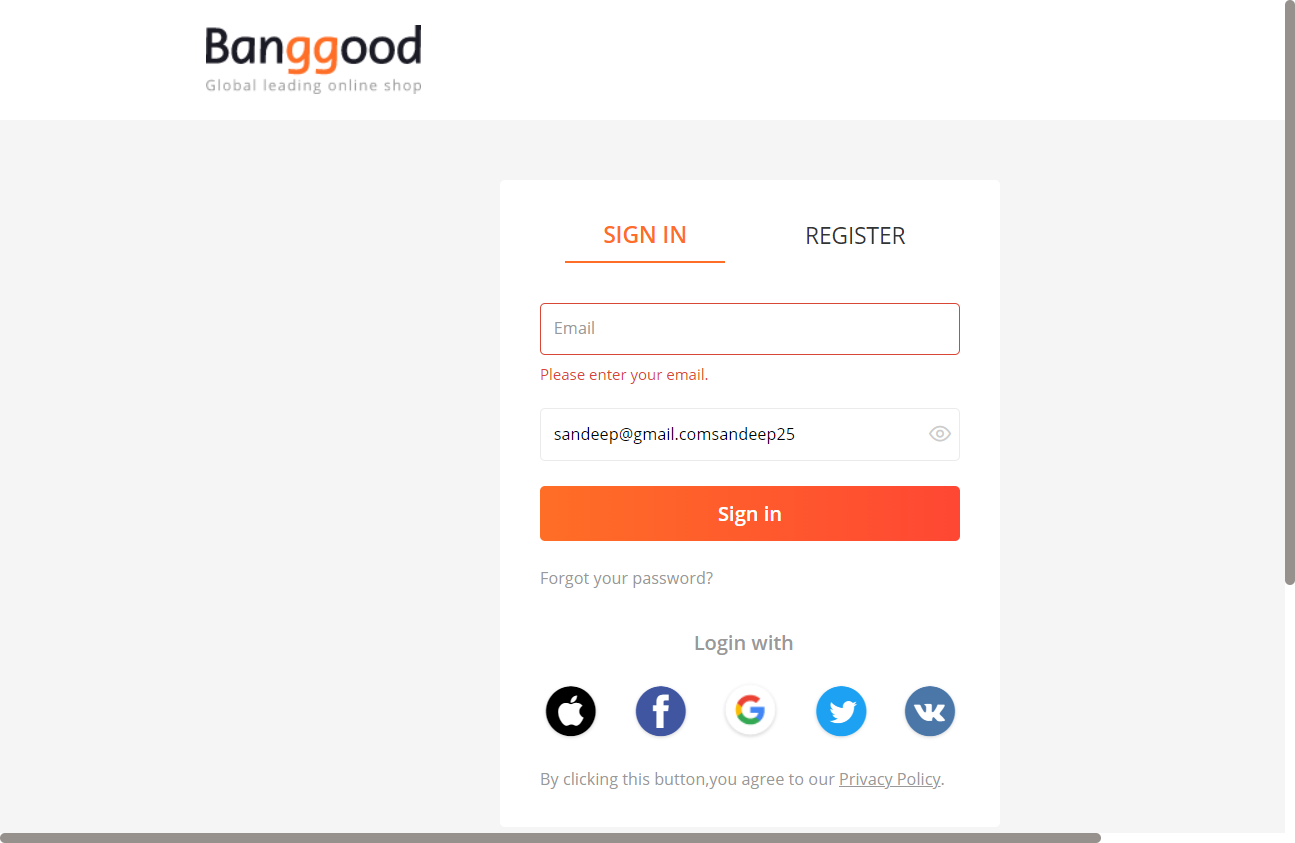 Banggood
Global leading online shop
SIGN IN
REGISTER
Email
Please enter your email.
sandeep@gmail.comsandeep25
Sign in
Forgot your password?
Login with
By clicking this button,you agree to our Privacy Policy.